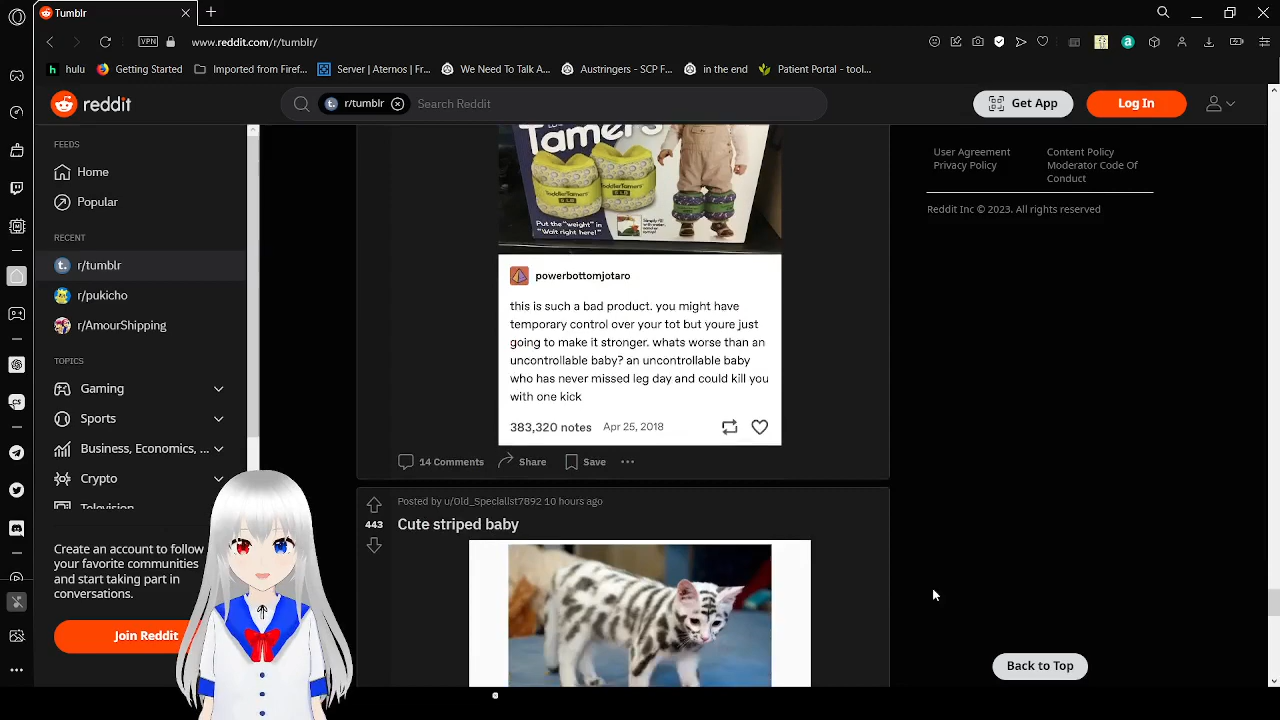 Tumblr
VPN
www.reddit.com/r/tumblr/
hulu
Getting Started
Imported from Firef...
Server | Aternos | Fr...
We Need To Talk A...
Austringers - SCP F...
in the end
Patient Portal - tool...
reddit
r/tumblr
Search Reddit
Get App
Log In
FEEDS
Home
Popular
RECENT
r/tumblr
r/pukicho
r/AmourShipping
TOPICS
Gaming
Sports
Business, Economics, ...
Crypto
Television
Create an account to follow
your favorite communities
and start taking part in
conversations.
Join Reddit
Tamers
Put the "weight" in
"Wait right here!"
powerbottomjotaro
this is such a bad product. you might have
temporary control over your tot but youre just
going to make it stronger. whats worse than an
uncontrollable baby? an uncontrollable baby
who has never missed leg day and could kill you
with one kick
383,320 notes Apr 25, 2018
14 Comments Share Save
Posted by u/Old_Specialist7892 10 hours ago
443
Cute striped baby
User Agreement
Privacy Policy
Content Policy
Moderator Code Of
Conduct
Reddit Inc © 2023. All rights reserved
Back to Top